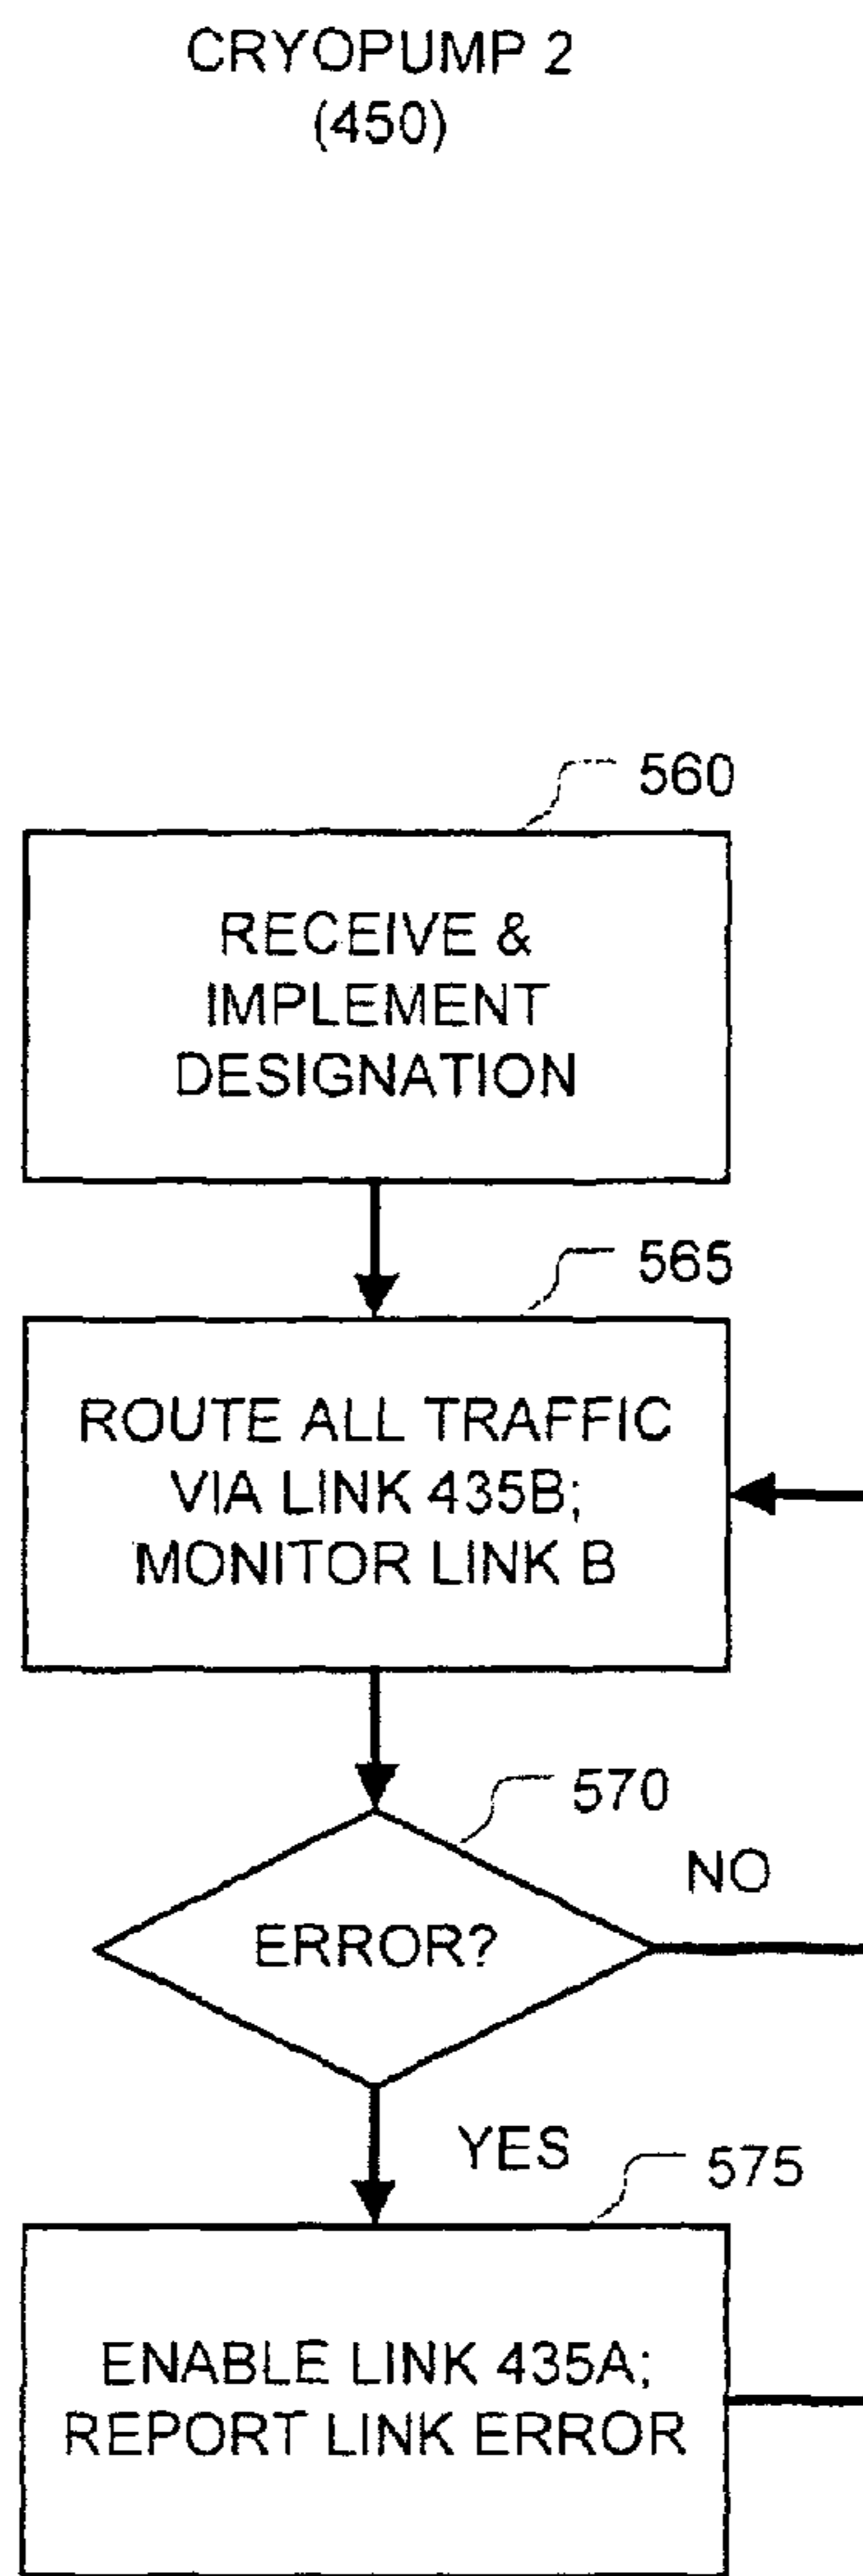 CRYOPUMP 2
(450)
560
RECEIVE &
IMPLEMENT
DESIGNATION
565
ROUTE ALL TRAFFIC
VIA LINK 435B;
MONITOR LINK B
570
NO
ERROR?
YES
575
ENABLE LINK 435A;
REPORT LINK ERROR